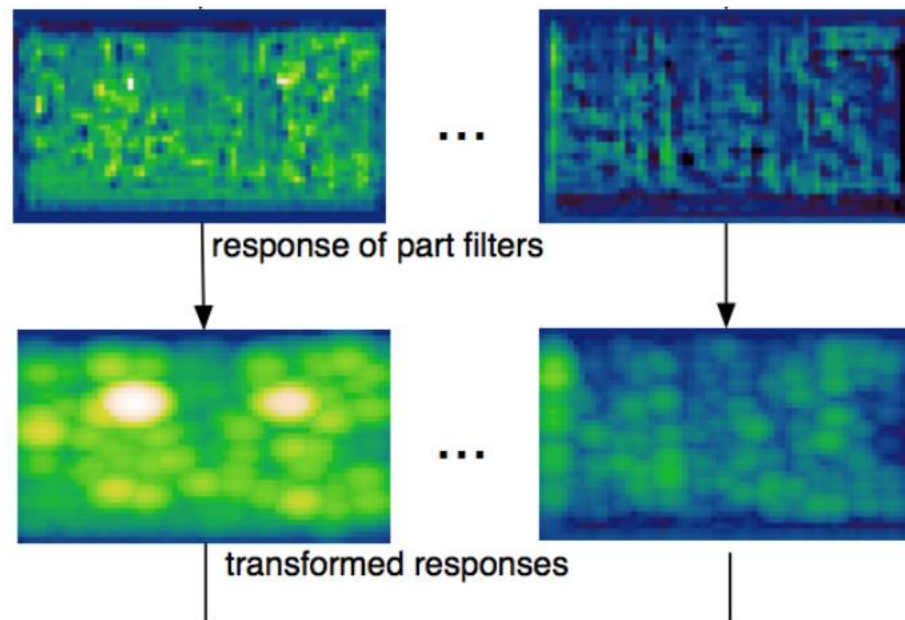 ...
response of part filters
...
transformed responses